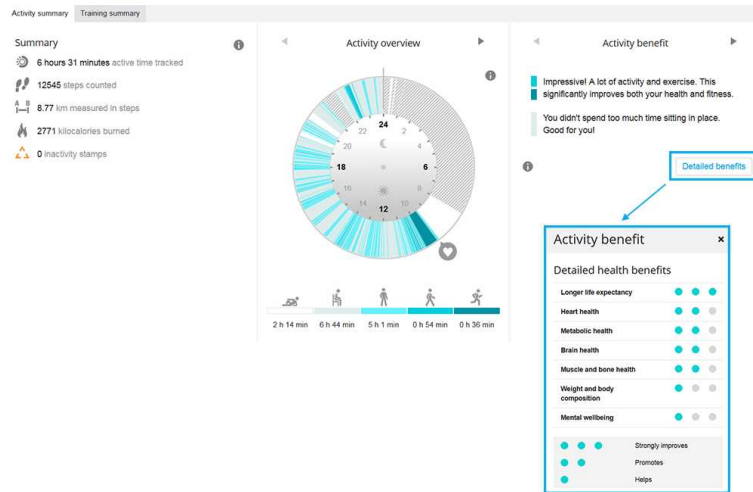 Activity summary
Training summary
Summary
6 hours 31 minutes active time tracked
12545 steps counted
A B
8.77 km measured in steps
2771 kilocalories burned
0 inactivity stamps
Activity overview
24
22
2
20
4
18
6
16
8
14
10
12
2 h 14 min
6 h 44 min
5 h 1 min
0 h 54 min
0 h 36 min
Activity benefit
Impressive! A lot of activity and exercise. This
significantly improves both your health and fitness.
You didn't spend too much time sitting in place.
Good for you!
Detailed benefits
Activity benefit
×
Detailed health benefits
Longer life expectancy
Heart health
Metabolic health
Brain health
Muscle and bone health
Weight and body
composition
Mental wellbeing
Strongly improves
Promotes
Helps